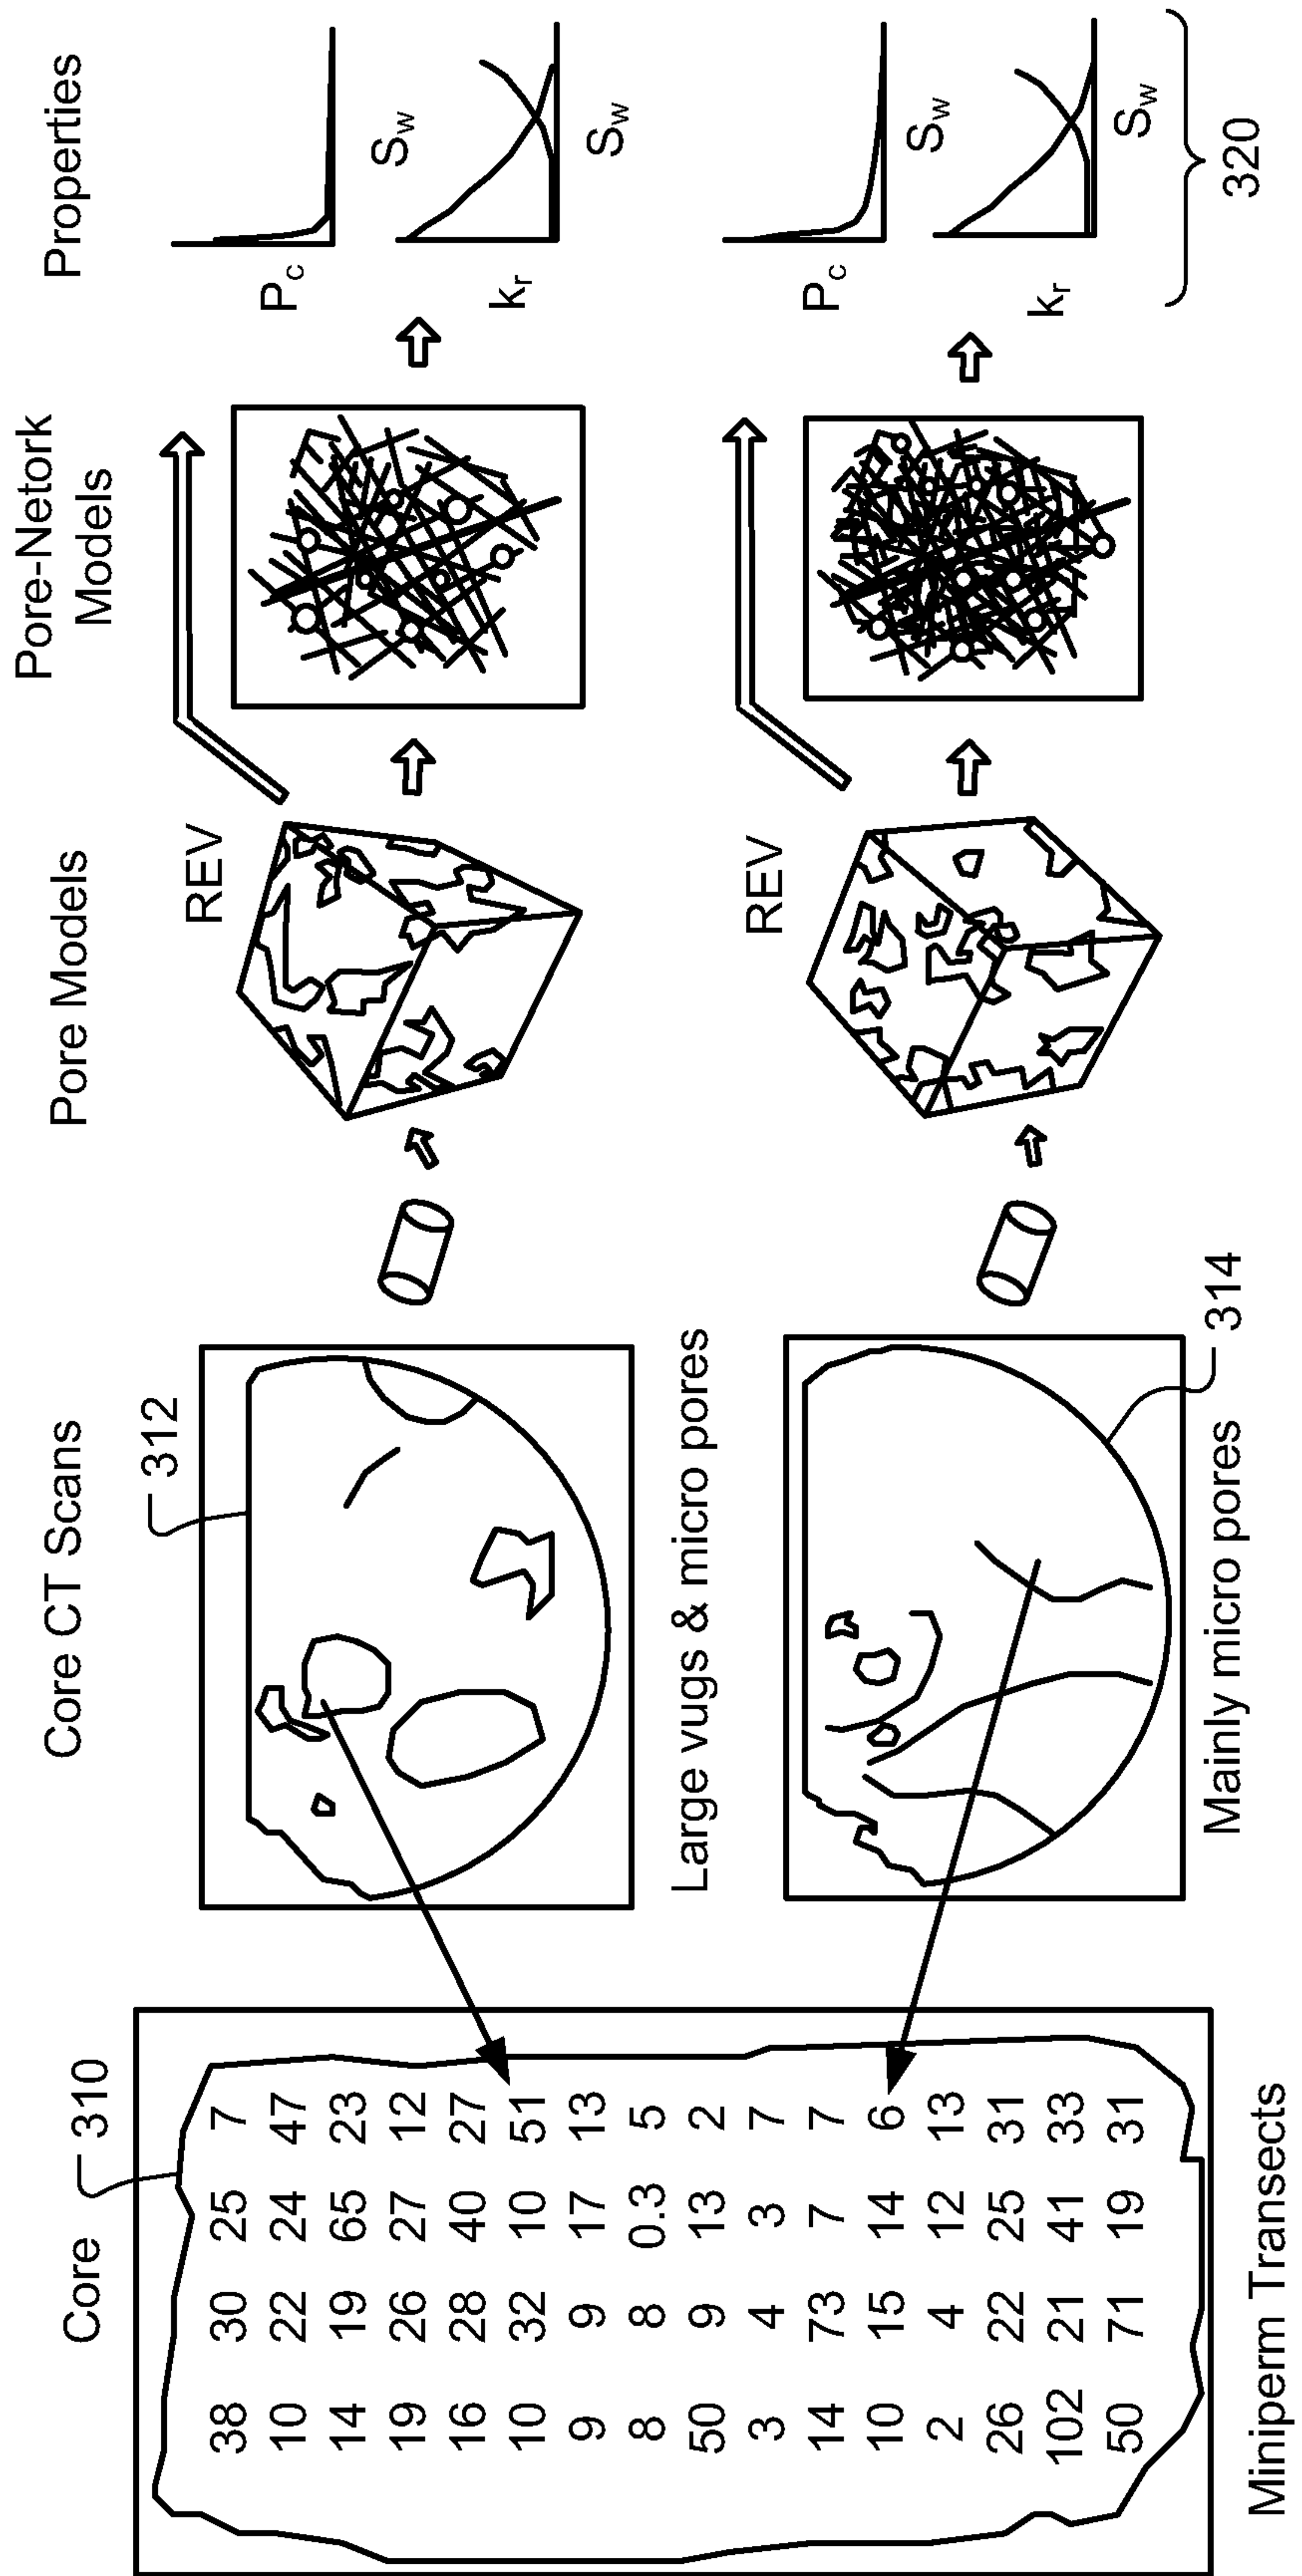 Core
310
38 30 25 7
10 22 24 47
14 19 65 23
19 26 27 12
16 28 40 27
10 32 10 51
9 9 17 13
8 8 0.3 5
50 9 13 2
3 4 3 7
14 73 7 7
10 15 14 6
2 4 12 13
26 22 25 31
102 21 41 33
50 71 19 31
Miniperm Transects
Core CT Scans
312
Large vugs & micro pores
314
Mainly micro pores
Pore Models
REV
REV
Pore-Netork
Models
Properties
Pc
Sw
kr
Sw
Pc
Sw
kr
Sw
320